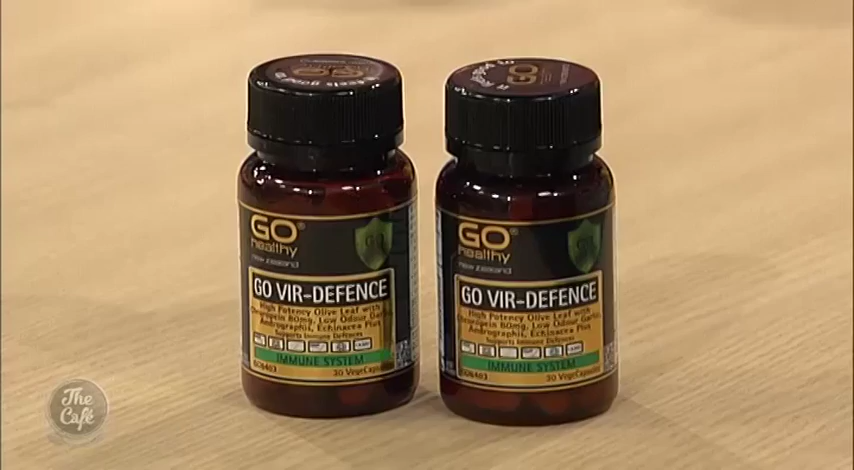 GO
GO
GO
healthy
new zealand
GO VIR-DEFENCE
High Potency Olive Leaf with
80mg, Low Odour Garlic,
Andrographis, Echinacea Plus
Supports Immune Defences
IMMUNE SYSTEM
30 VegeCapsules
GO
healthy
new zealand
GO VIR-DEFENCE
High Potency Olive Leaf with
80mg, Low Odour Garlic,
Andrographis, Echinacea Plus
Supports Immune Defences
IMMUNE SYSTEM
30 VegeCapsules
The
Café